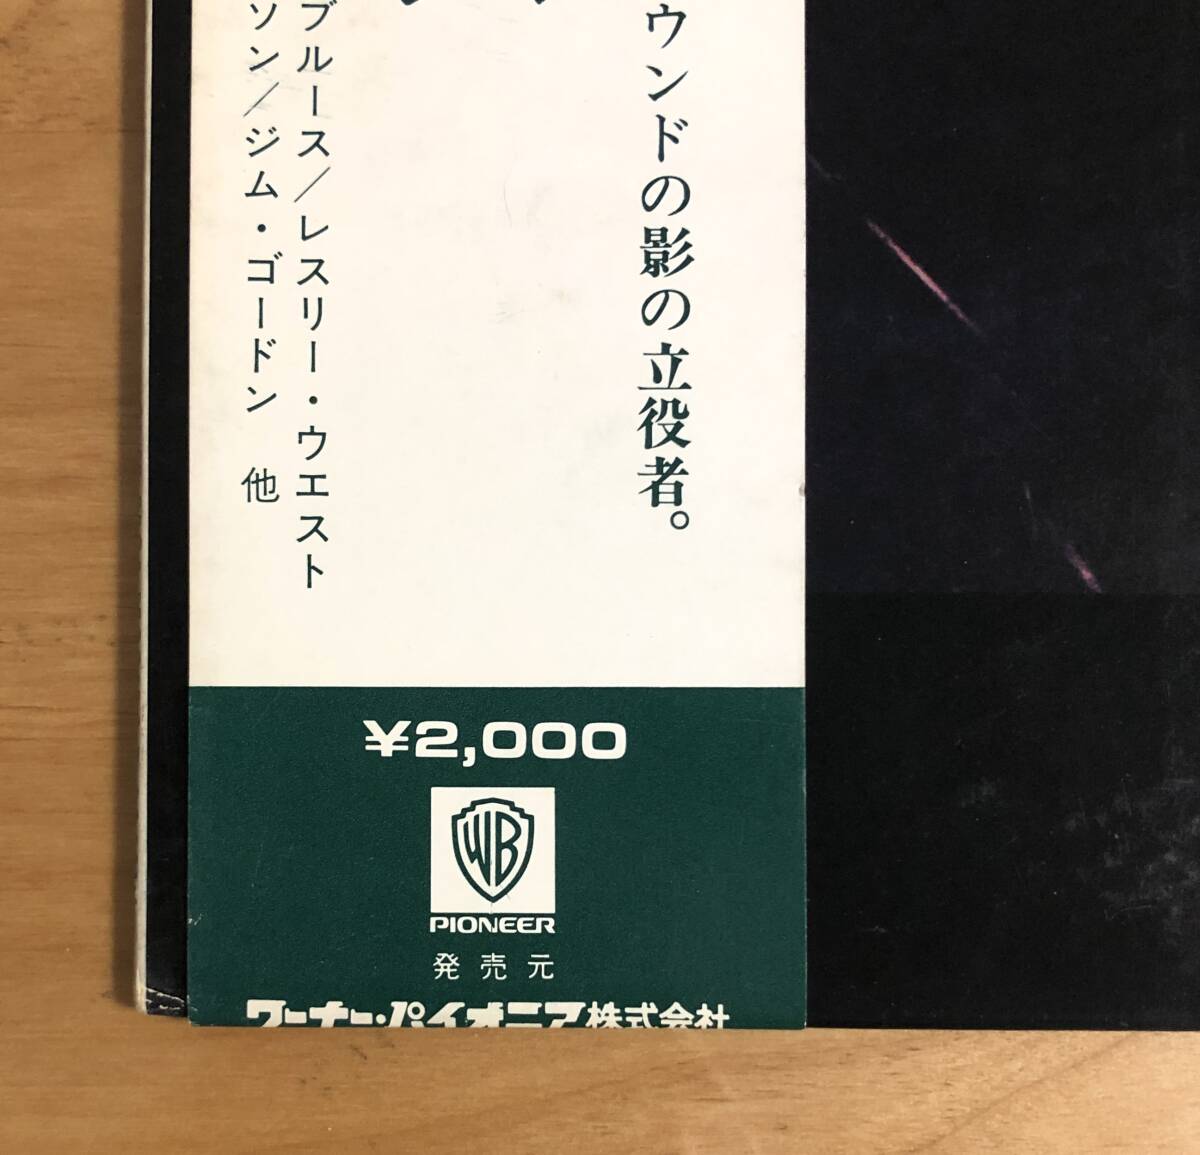 ウンドの影の立役者。
ブルース/レスリー・ウエスト
ソン/ジム・ゴードン 他
¥2,000
WB
PIONEER
発売元
ワーナー・パイオニア株式会社